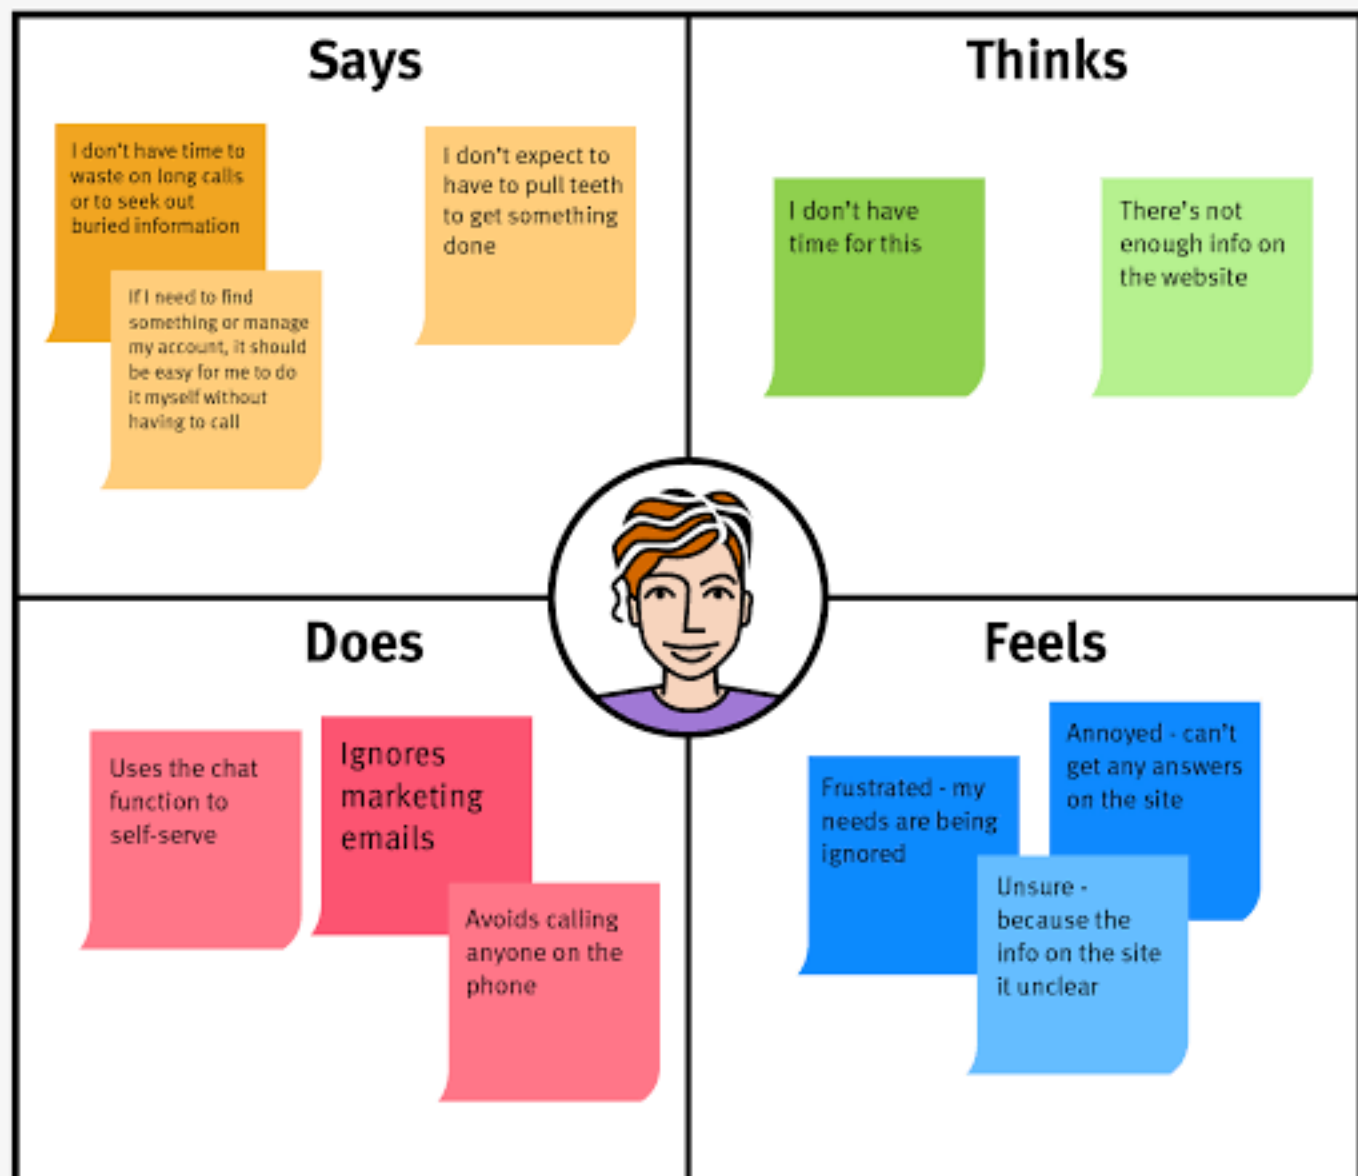 Says
I don't have time to
waste on long calls
or to seek out
buried information
If I need to find
something or manage
my account, it should
be easy for me to do
it myself without
having to call
I don't expect to
have to pull teeth
to get something
done
Thinks
I don't have
time for this
There's not
enough info on
the website
Does
Uses the chat
function to
self-serve
Ignores
marketing
emails
Avoids calling
anyone on the
phone
Feels
Frustrated - my
needs are being
ignored
Annoyed - can't
get any answers
on the site
Unsure -
because the
info on the site
it unclear